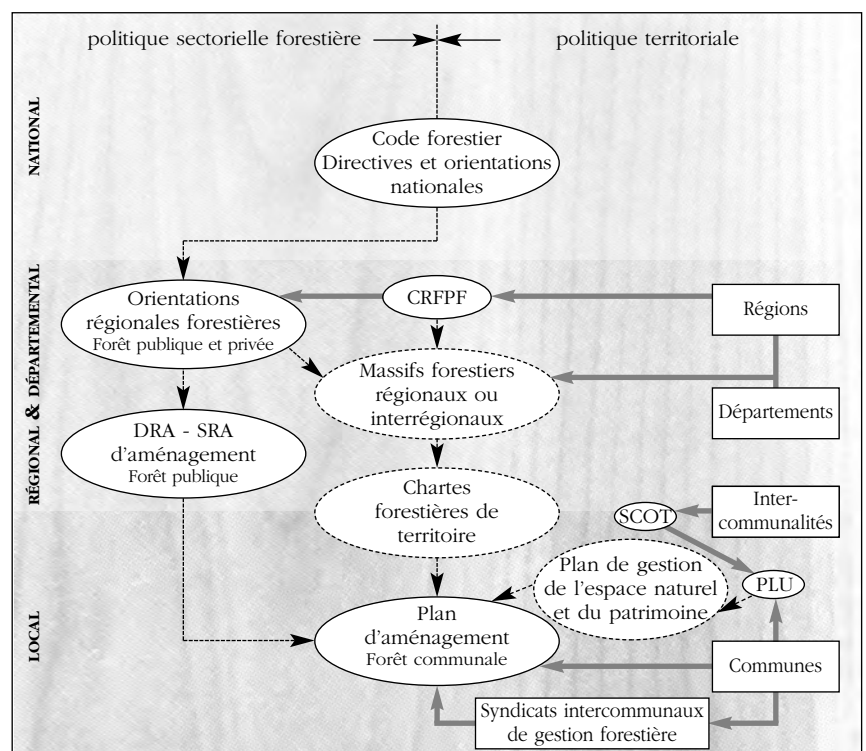 politique sectorielle forestière
politique territoriale
NATIONAL
Code forestier
Directives et orientations
nationales
RÉGIONAL & DÉPARTEMENTAL
Orientations
régionales forestières
Forêt publique et privée
CRFPF
Régions
Massifs forestiers
régionaux ou
interrégionaux
Départements
DRA - SRA
d'aménagement
Forêt publique
Chartes
forestières de
territoire
SCOT
Inter-
communalités
LOCAL
Plan de gestion
de l'espace naturel
et du patrimoine
PLU
Plan
d'aménagement
Forêt communale
Communes
Syndicats intercommunaux
de gestion forestière